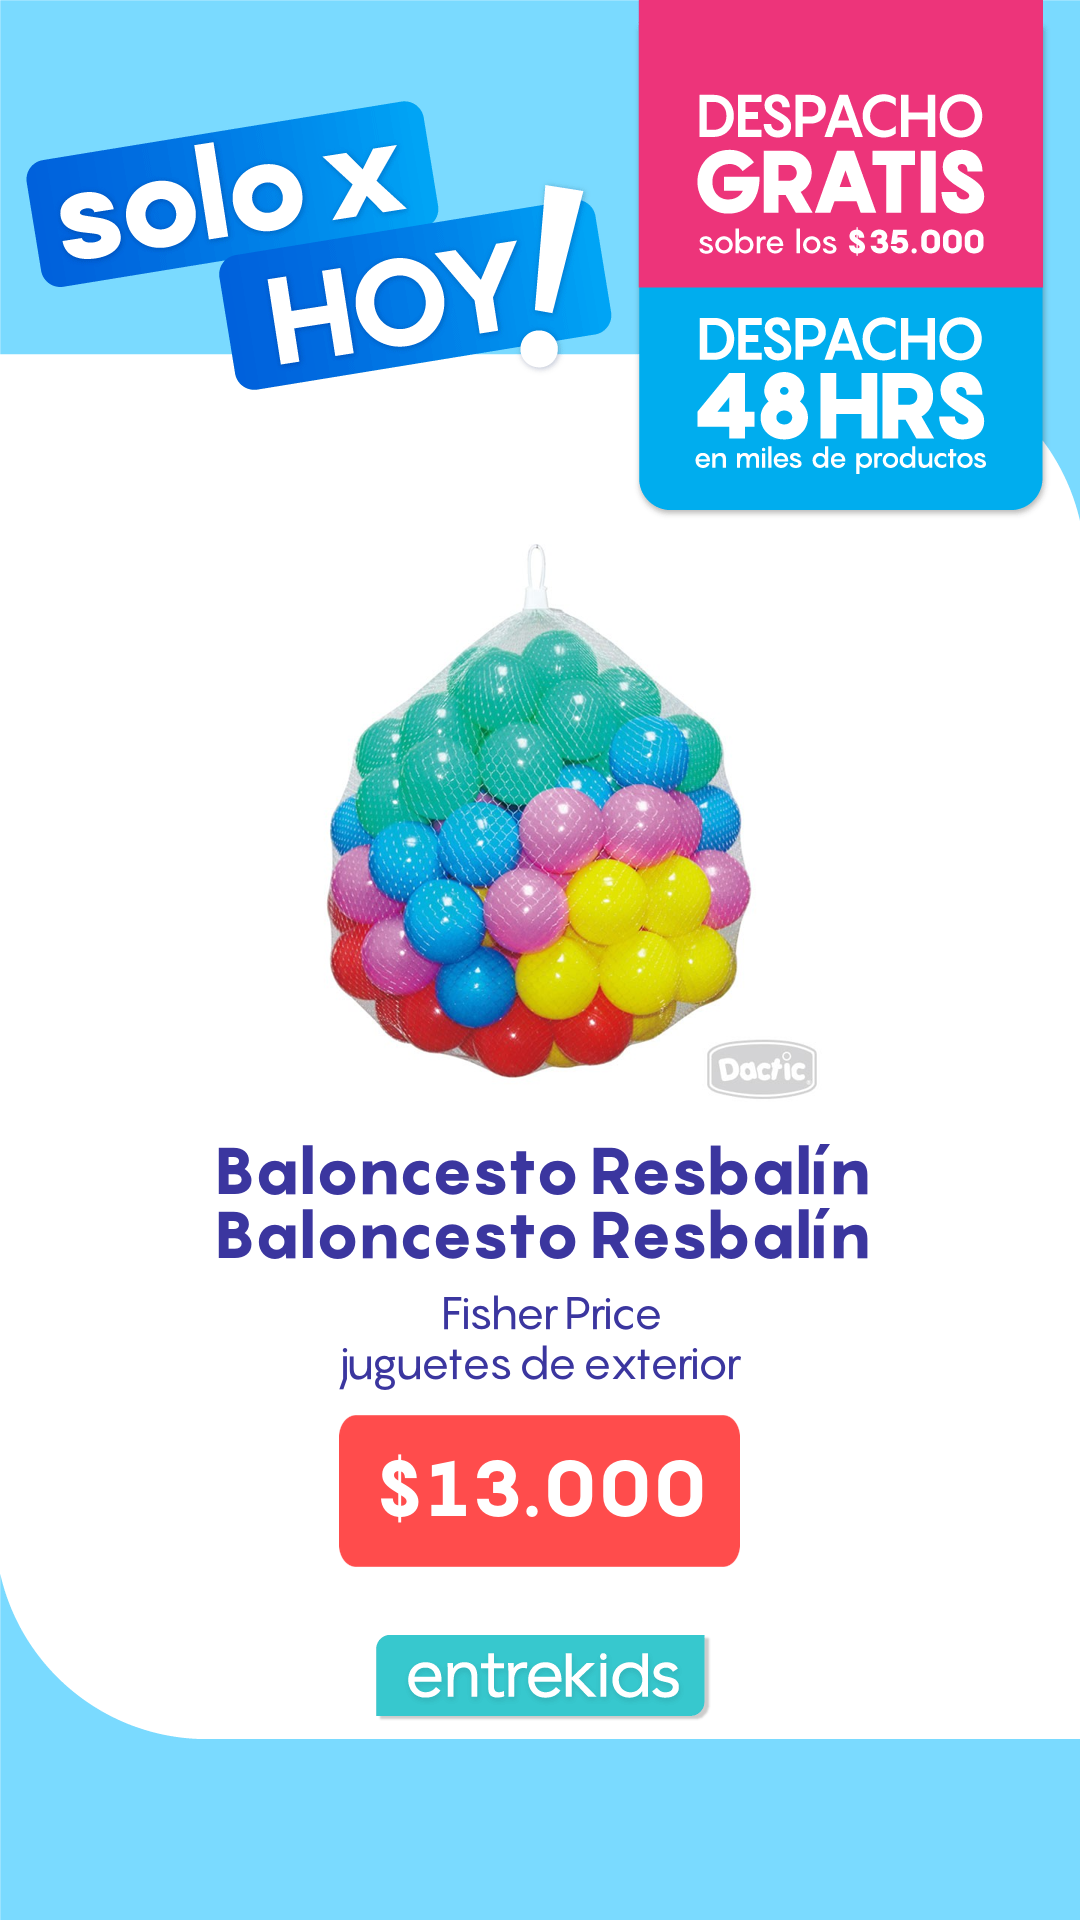 solo x
HOY!
DESPACHO
GRATIS
sobre los $35.000
DESPACHO
48HRS
en miles de productos
Dactic
Baloncesto Resbalín
Baloncesto Resbalín
Fisher Price
juguetes de exterior
$13.000
entrekids